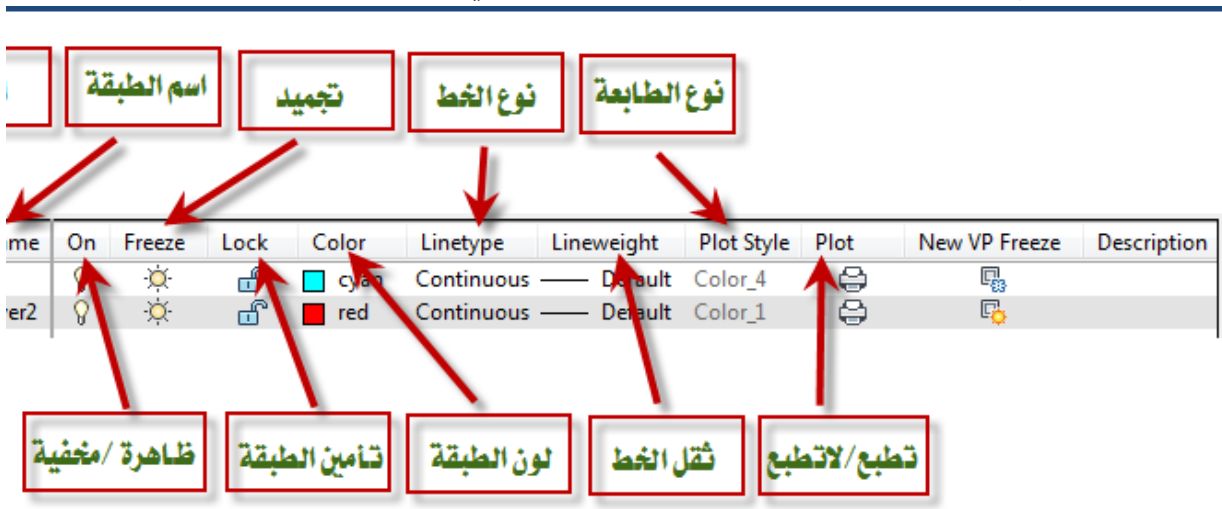 اسم الطبقة
تجميد
نوع الخط
نوع الطابعة
ame On Freeze Lock Color Linetype Lineweight Plot Style Plot New VP Freeze Description
cyan Continuous Default Color_4
yer2 red Continuous Default Color_1
ظاهرة /مخفية
تأمين الطبقة
لون الطبقة
ثقل الخط
تطبع/لاتطبع